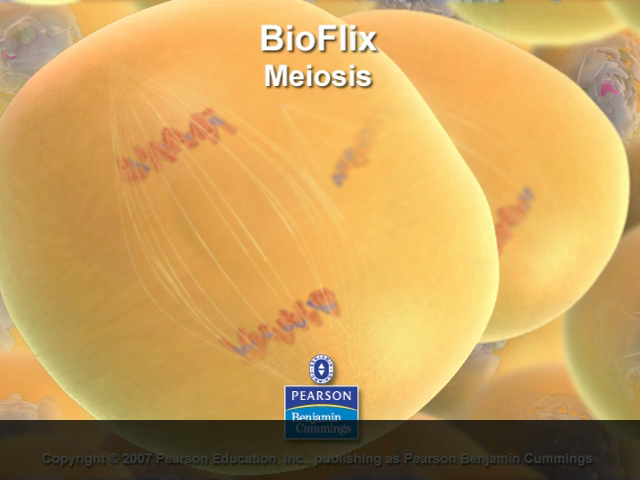 BioFlix
Meiosis
PEARSON
Benjamin
Cummings
Copyright © 2007 Pearson Education, Inc., publishing as Pearson Benjamin Cummings